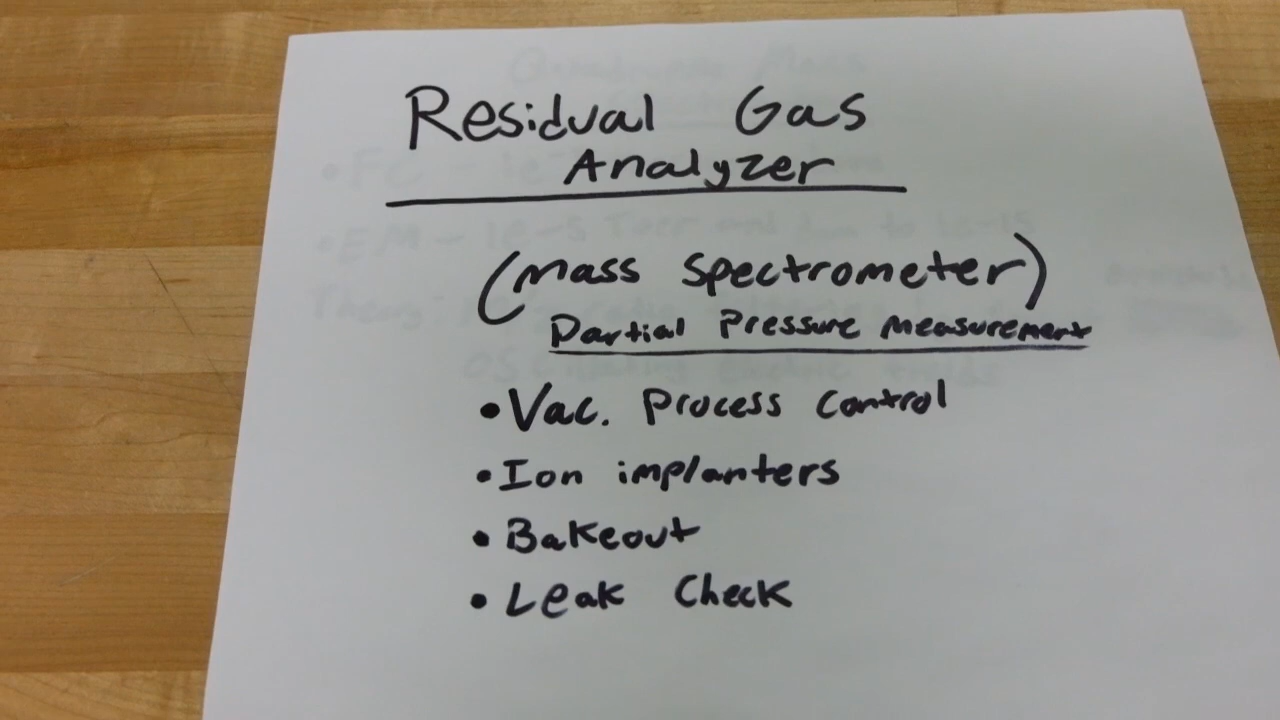 Residual Gas
Analyzer
(Mass Spectrometer)
Partial Pressure Measurement
• Vac. Process Control
• Ion implanters
• Bakeout
• Leak Check